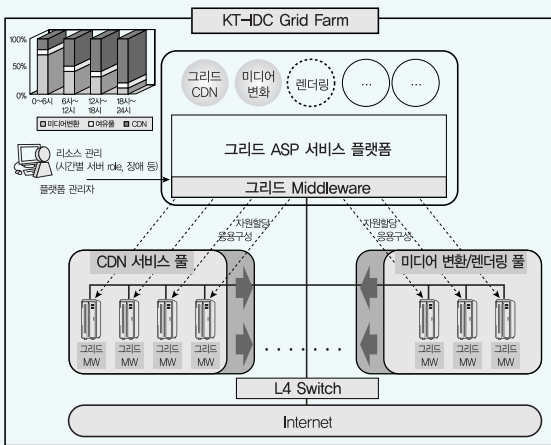 KT-IDC Grid Farm
100%
50%
0%
0~6시
6시~
12시
12시~
18시
18시~
24시
미디어변환
여유풀
CDN
그리드
CDN
미디어
변화
렌더링
...
...
그리드 ASP 서비스 플랫폼
그리드 Middleware
리소스 관리
(시간별 서버 role, 장애 등)
플랫폼 관리자
자원할당
응용구성
자원할당
응용구성
CDN 서비스 풀
미디어 변환/렌더링 풀
그리드
MW
그리드
MW
그리드
MW
그리드
MW
그리드
MW
그리드
MW
그리드
MW
L4 Switch
Internet